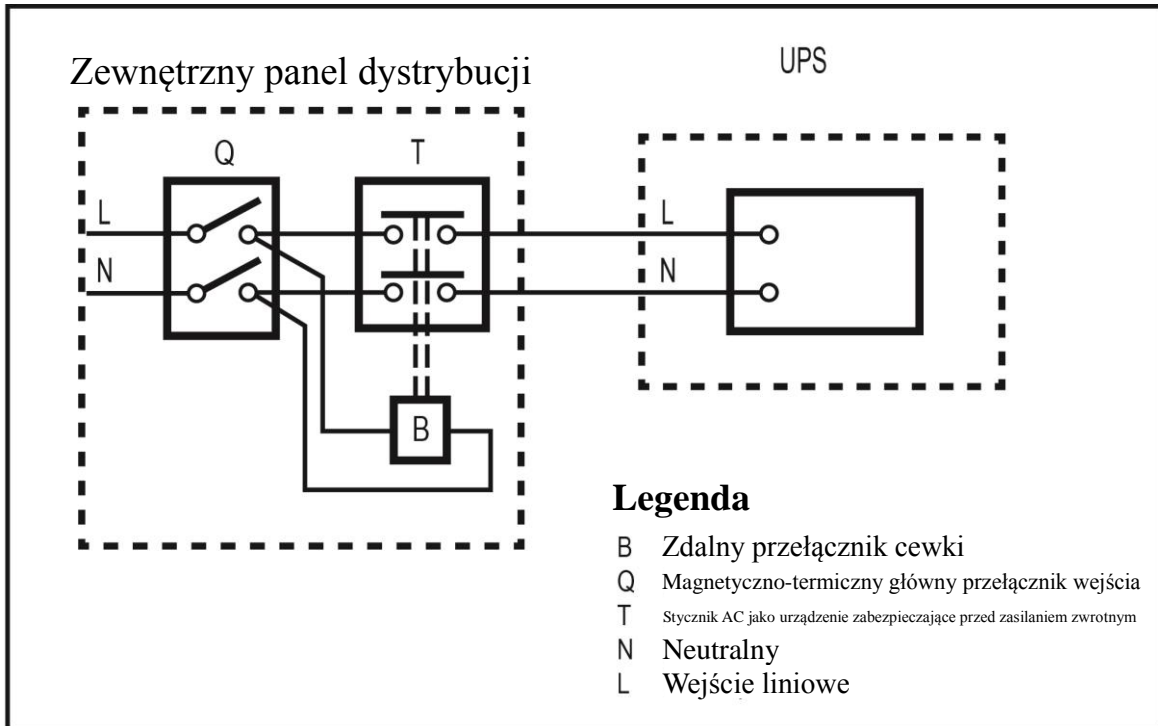 Zewnętrzny panel dystrybucji
UPS
Q
T
L
N
L
N
B
Legenda
B Zdalny przełącznik cewki
Q Magnetyczno-termiczny główny przełącznik wejścia
T Stycznik AC jako urządzenie zabezpieczające przed zasilaniem zwrotnym
N Neutralny
L Wejście liniowe